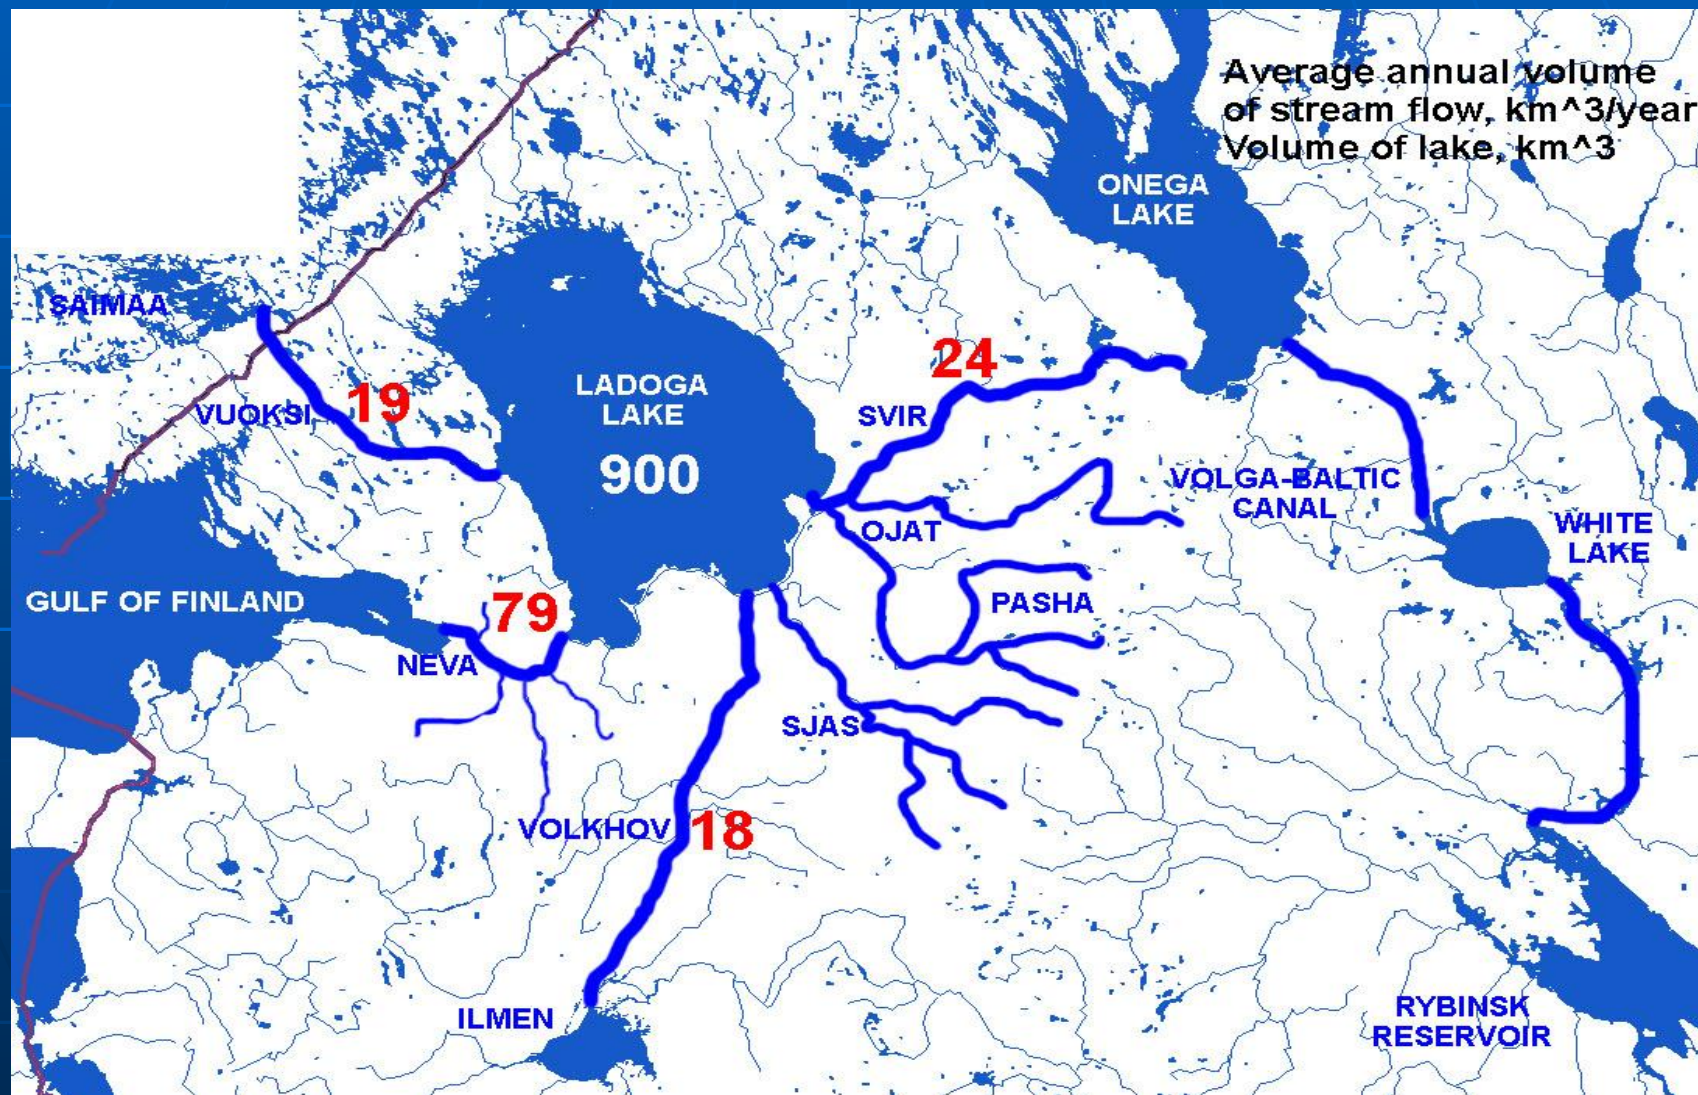 Average annual volume
of stream flow, km^3/year
Volume of lake, km^3
ONEGA
LAKE
SAIMAA
24
LADOGA
LAKE
19
VUOKSI
SVIR
900
VOLGA-BALTIC
CANAL
OJAT
WHITE
LAKE
GULF OF FINLAND
79
PASHA
NEVA
SJAS
VOLKHOV
18
ILMEN
RYBINSK
RESERVOIR